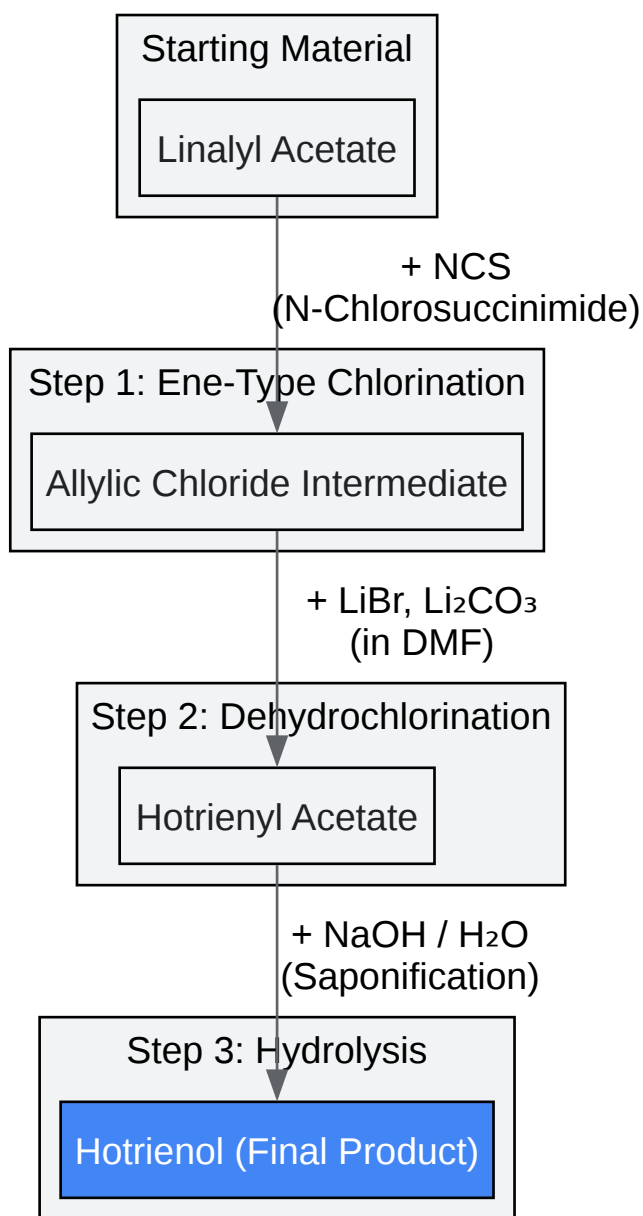 Starting Material
Linalyl Acetate
+ NCS
(N-Chlorosuccinimide)
Step 1: Ene-Type Chlorination
Allylic Chloride Intermediate
+ LiBr, Li₂CO₃
(in DMF)
Step 2: Dehydrochlorination
Hotrienyl Acetate
+ NaOH / H₂O
(Saponification)
Step 3: Hydrolysis
Hotrienol (Final Product)